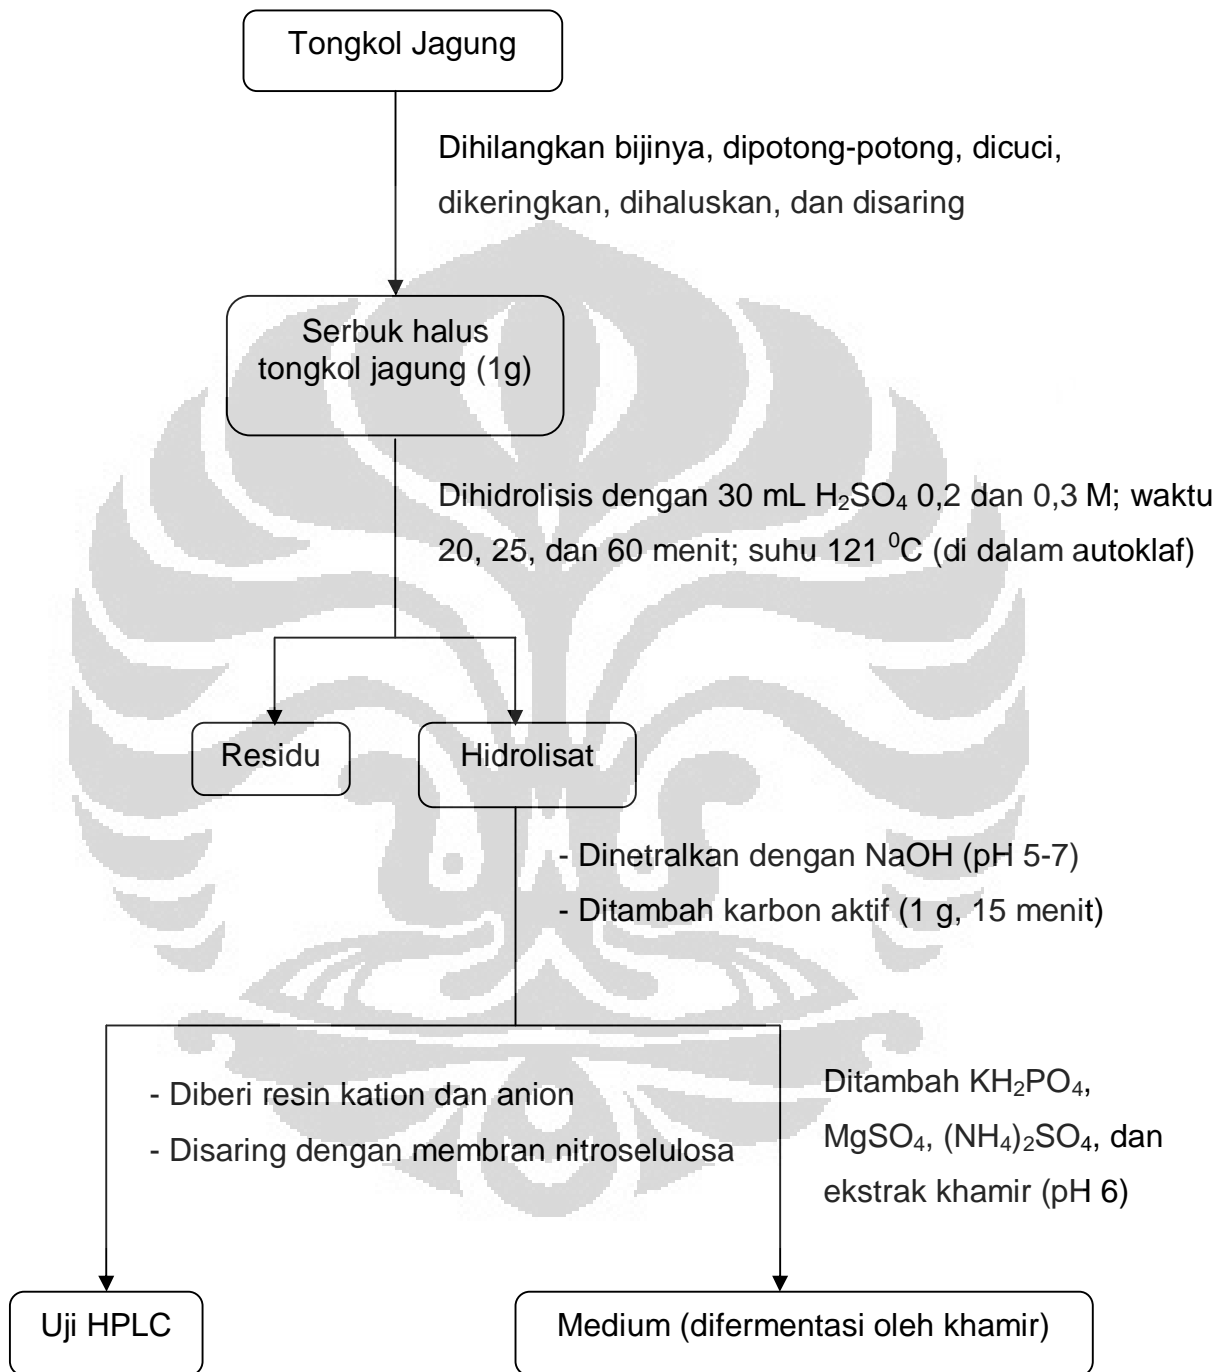 Tongkol Jagung
Dihilangkan bijinya, dipotong-potong, dicuci,
dikeringkan, dihaluskan, dan disaring
Serbuk halus
tongkol jagung (1g)
Dihidrolisis dengan 30 mL H₂SO₄ 0,2 dan 0,3 M; waktu
20, 25, dan 60 menit; suhu 121 ⁰C (di dalam autoklaf)
Residu
Hidrolisat
- Dinetralkan dengan NaOH (pH 5-7)
- Ditambah karbon aktif (1 g, 15 menit)
- Diberi resin kation dan anion
- Disaring dengan membran nitroselulosa
Ditambah KH₂PO₄,
MgSO₄, (NH₄)₂SO₄, dan
ekstrak khamir (pH 6)
Uji HPLC
Medium (difermentasi oleh khamir)